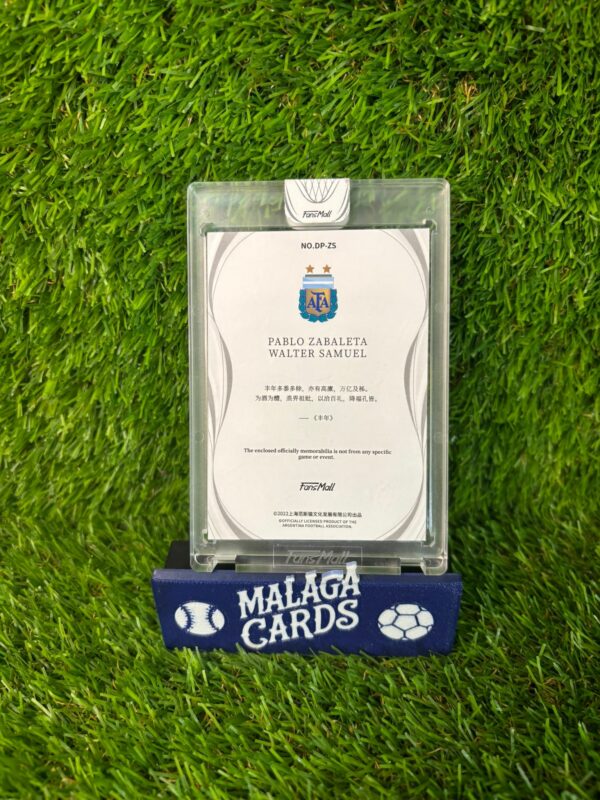 FansMall
NO.DP-ZS
AFA
PABLO ZABALETA
WALTER SAMUEL
丰年多黍多稌，亦有高廪，万亿及秭。
为酒为醴，烝畀祖妣，以洽百礼，降福孔皆。
—— 《丰年》
The enclosed officially memorabilia is not from any specific
game or event.
FansMall
©2022上海范斯猫文化发展有限公司出品
©OFFICIALLY LICENSED PRODUCT OF THE
ARGENTINA FOOTBALL ASSOCIATION.
FansMall
MALAGA
CARDS